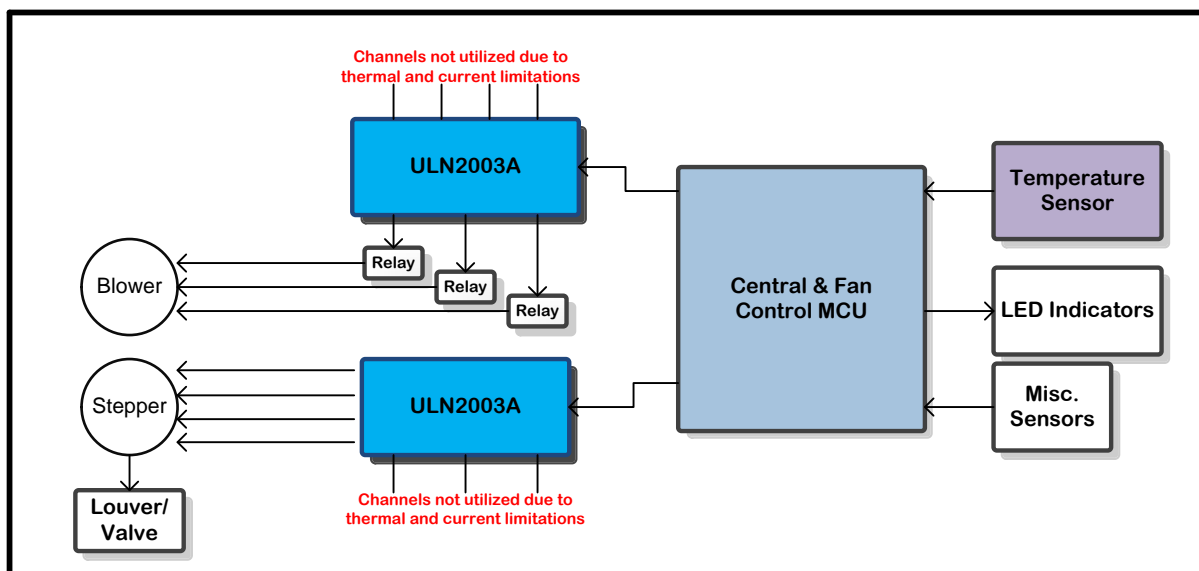 Channels not utilized due to
thermal and current limitations
ULN2003A
Relay
Relay
Relay
Blower
Stepper
ULN2003A
Channels not utilized due to
thermal and current limitations
Louver/
Valve
Central & Fan
Control MCU
Temperature
Sensor
LED Indicators
Misc.
Sensors